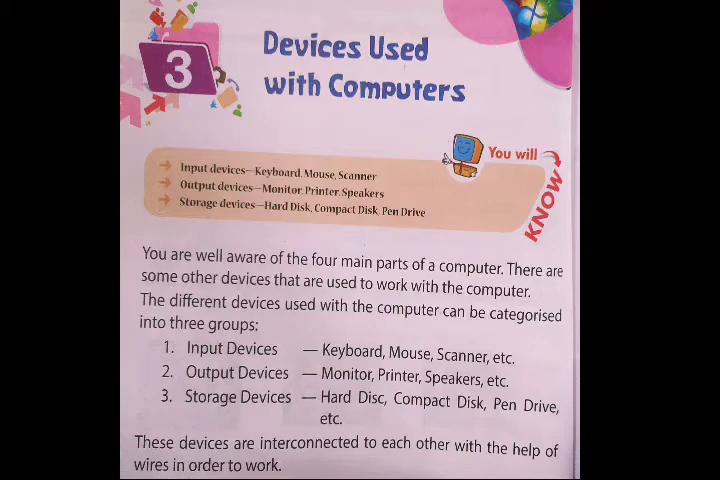 3
Devices Used
with Computers
You will
KNOW
Input devices—Keyboard, Mouse, Scanner
Output devices—Monitor, Printer, Speakers
Storage devices—Hard Disk, Compact Disk, Pen Drive
You are well aware of the four main parts of a computer. There are
some other devices that are used to work with the computer.
The different devices used with the computer can be categorised
into three groups:
1. Input Devices — Keyboard, Mouse, Scanner, etc.
2. Output Devices — Monitor, Printer, Speakers, etc.
3. Storage Devices — Hard Disc, Compact Disk, Pen Drive,
etc.
These devices are interconnected to each other with the help of
wires in order to work.